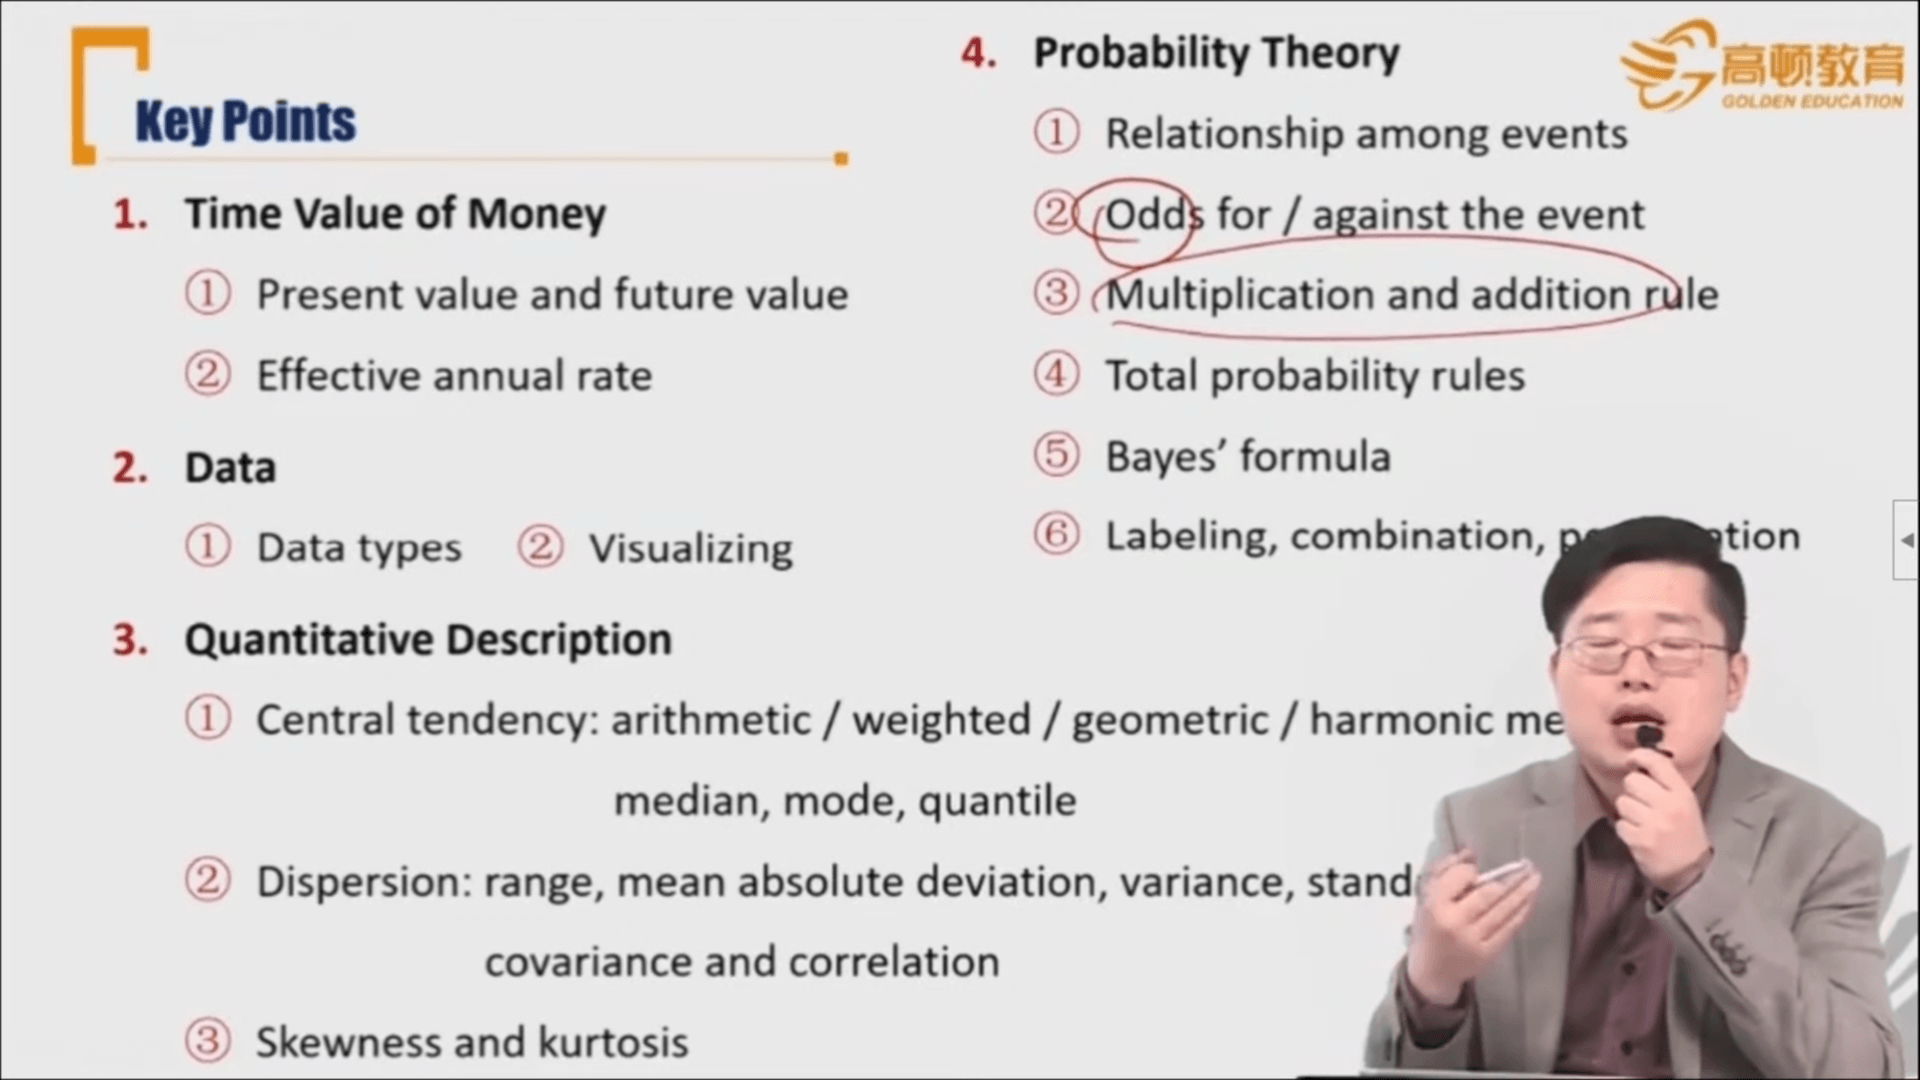 Key Points
1. Time Value of Money
① Present value and future value
② Effective annual rate
2. Data
① Data types ② Visualizing
3. Quantitative Description
① Central tendency: arithmetic / weighted / geometric / harmonic me
median, mode, quantile
② Dispersion: range, mean absolute deviation, variance, stand
covariance and correlation
③ Skewness and kurtosis
4. Probability Theory
① Relationship among events
② Odds for / against the event
③ Multiplication and addition rule
④ Total probability rules
⑤ Bayes’ formula
⑥ Labeling, combination,
高顿教育
GOLDEN EDUCATION